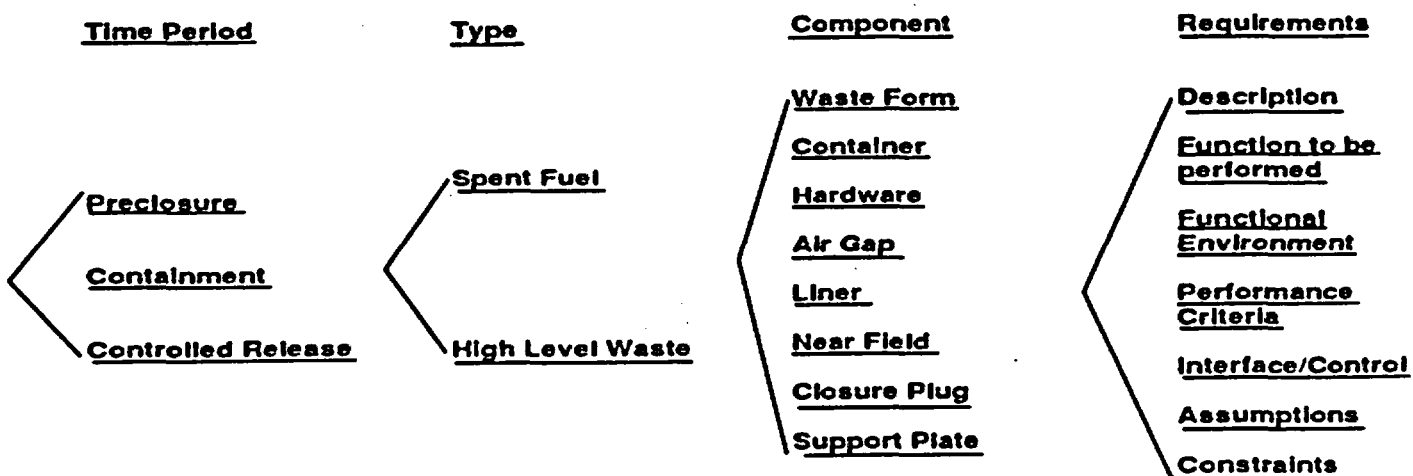 Time Period
Type
Component
Requirements
Preclosure
Containment
Controlled Release
Spent Fuel
High Level Waste
Waste Form
Container
Hardware
Air Gap
Liner
Near Field
Closure Plug
Support Plate
Description
Function to be
performed
Functional
Environment
Performance
Criteria
Interface/Control
Assumptions
Constraints